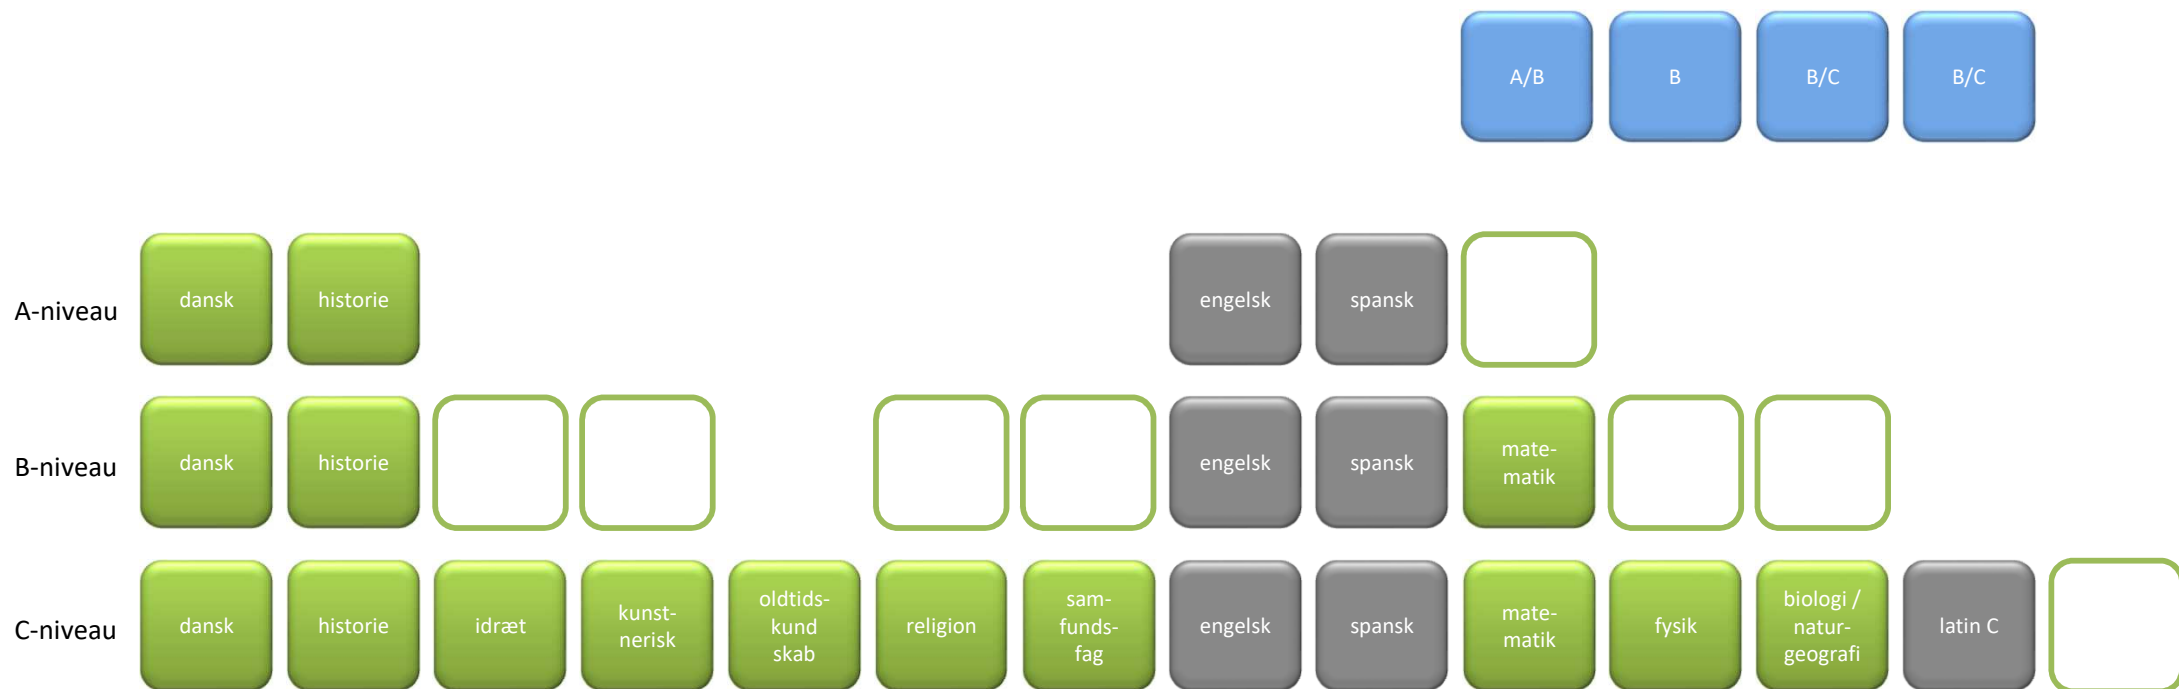 A/B
B
B/C
B/C
A-niveau
dansk
historie
engelsk
spansk
B-niveau
dansk
historie
engelsk
spansk
mate-
matik
C-niveau
dansk
historie
idræt
kunst-
nerisk
oldtids-
kund
skab
religion
sam-
funds-
fag
engelsk
spansk
mate-
matik
fysik
biologi /
natur-
geografi
latin C